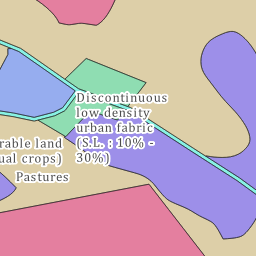 Discontinuous
low-density
urban fabric
(S.L. : 10% -
30%)
rable land
ual crops)
Pastures